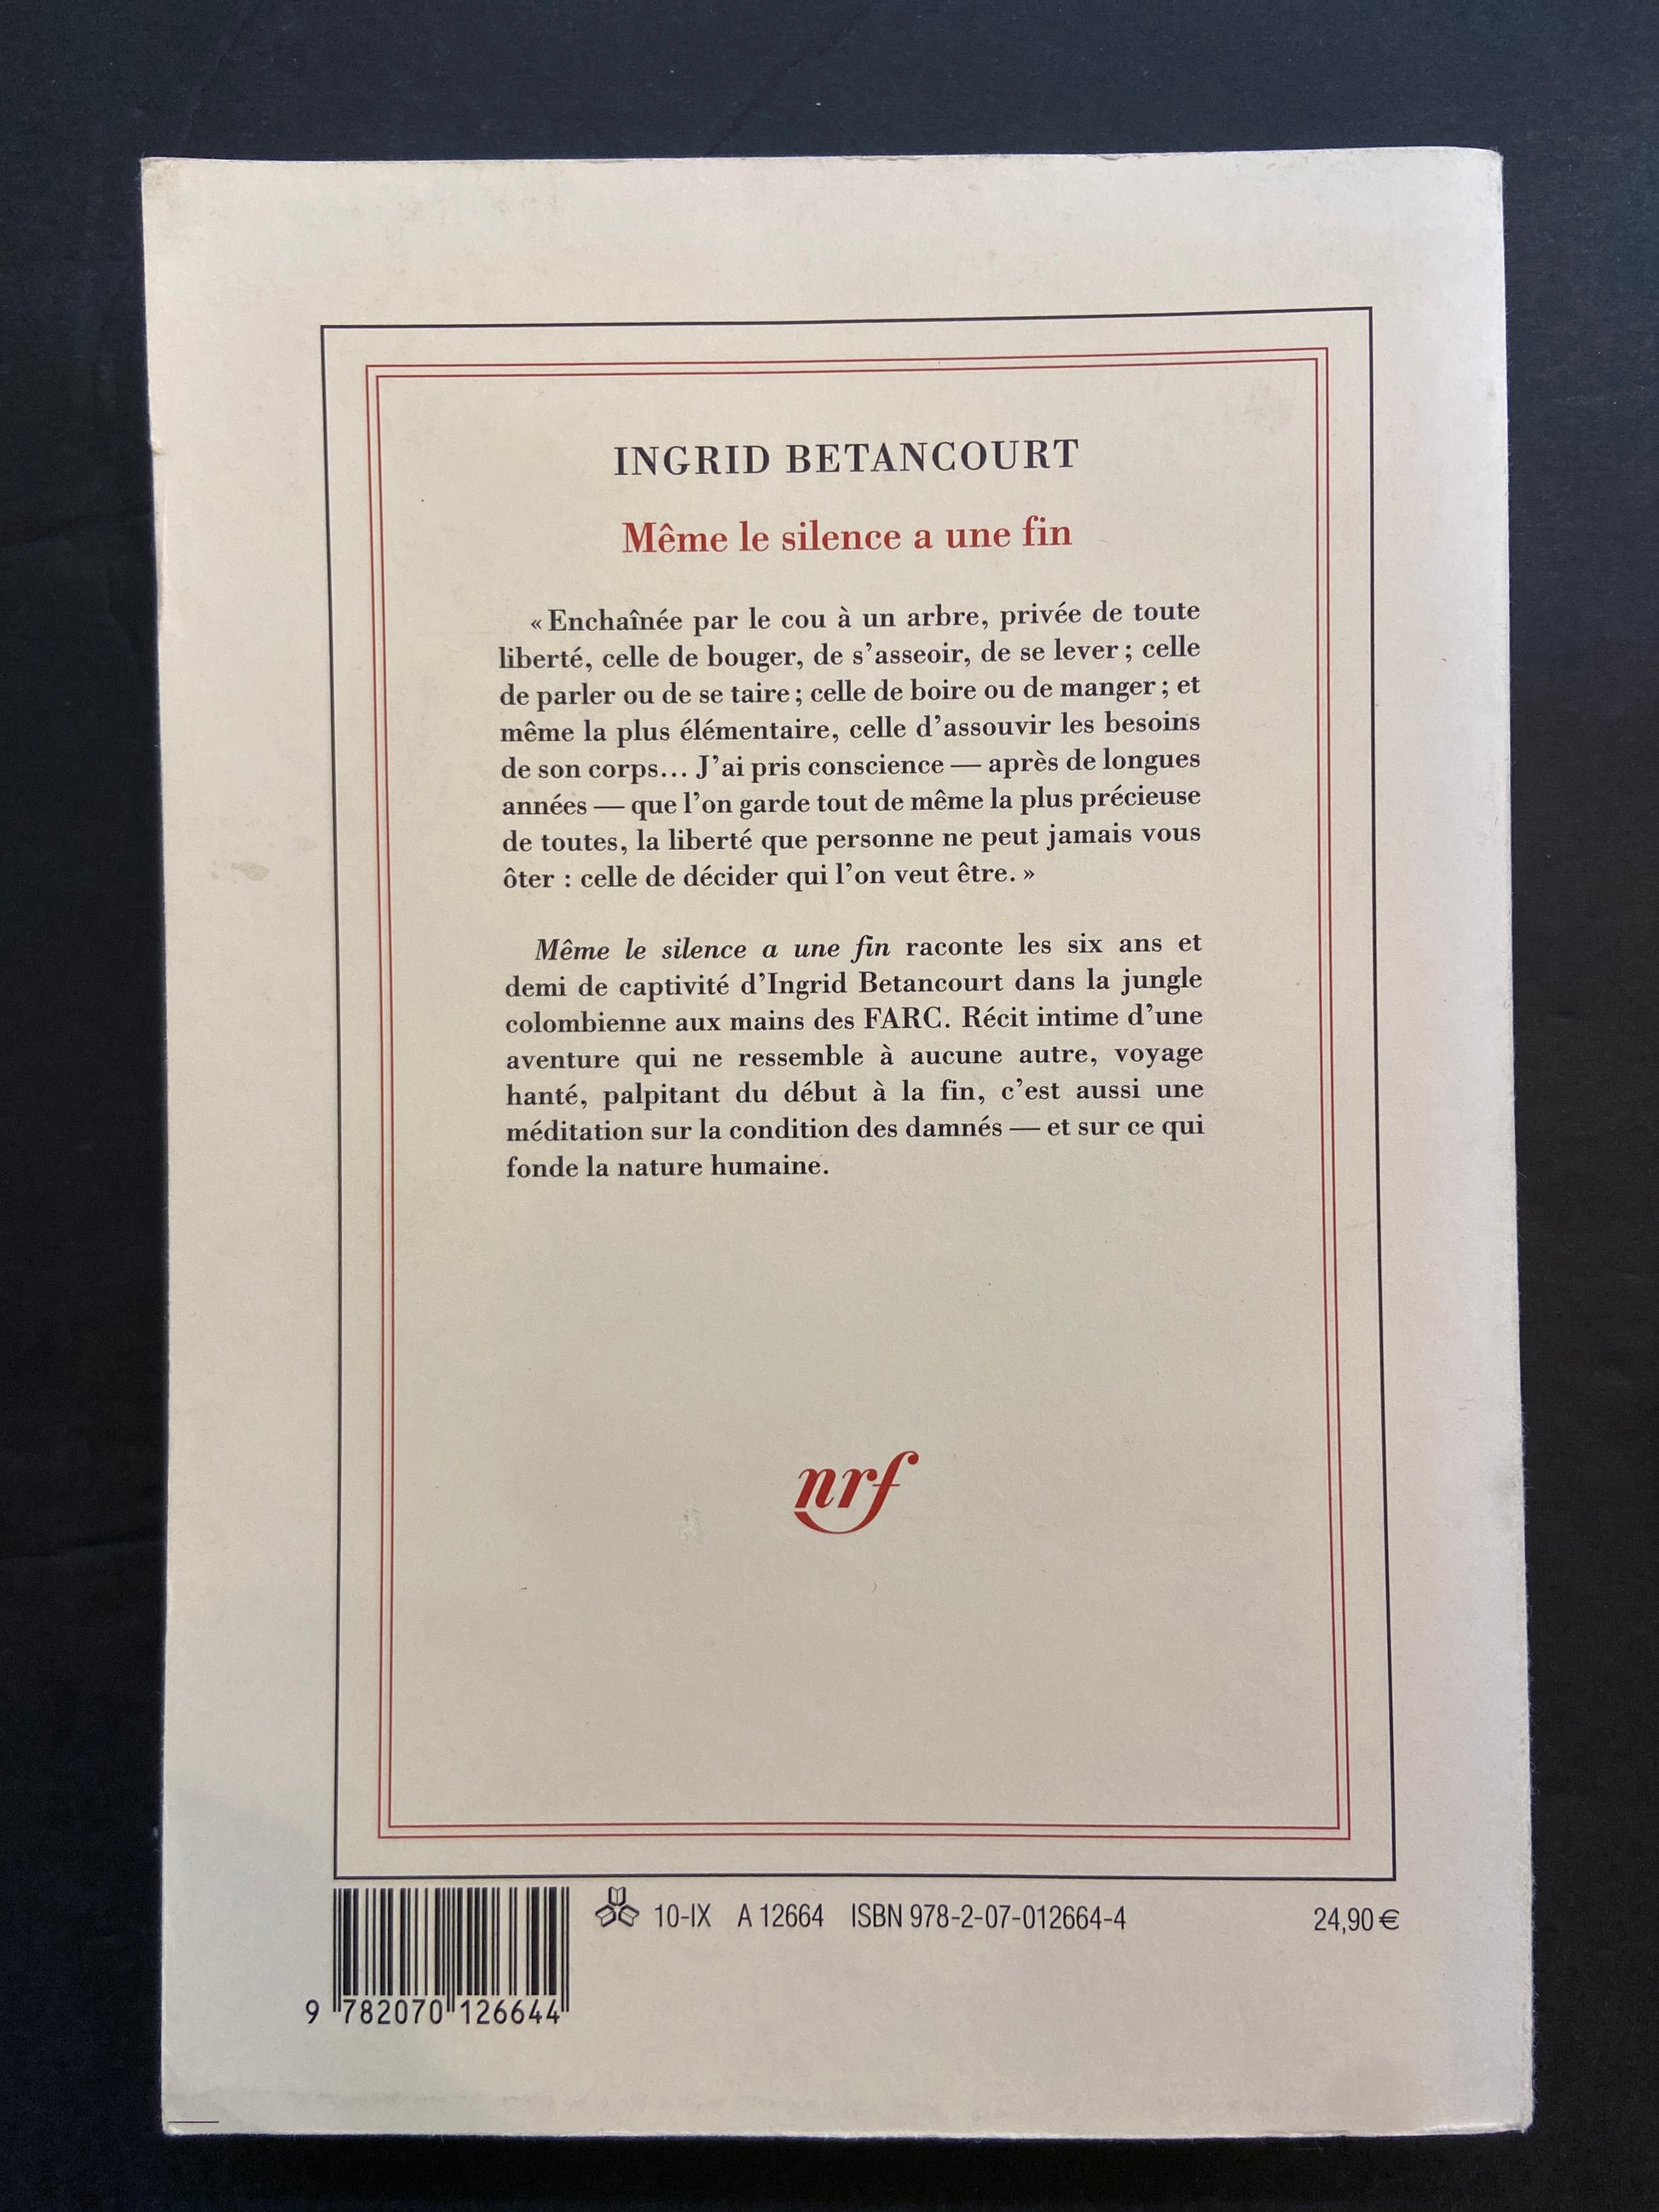 INGRID BETANCOURT
Même le silence a une fin
« Enchaînée par le cou à un arbre, privée de toute
liberté, celle de bouger, de s’asseoir, de se lever ; celle
de parler ou de se taire ; celle de boire ou de manger ; et
même la plus élémentaire, celle d’assouvir les besoins
de son corps… J’ai pris conscience — après de longues
années — que l’on garde tout de même la plus précieuse
de toutes, la liberté que personne ne peut jamais vous
ôter : celle de décider qui l’on veut être. »
Même le silence a une fin raconte les six ans et
demi de captivité d’Ingrid Betancourt dans la jungle
colombienne aux mains des FARC. Récit intime d’une
aventure qui ne ressemble à aucune autre, voyage
hanté, palpitant du début à la fin, c’est aussi une
méditation sur la condition des damnés — et sur ce qui
fonde la nature humaine.
nrf
10-IX A 12664 ISBN 978-2-07-012664-4 24,90 €
9 782070 126644